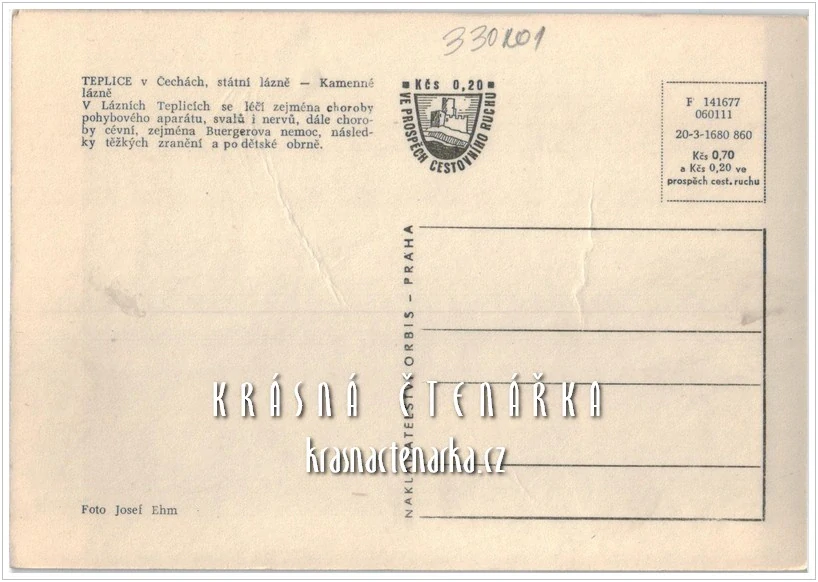 330101
TEPLICE v Čechách, státní lázně — Kamenné
lázně
V Lázních Teplicích se léčí zejména choroby
pohybového aparátu, svalů i nervů, dále choro-
by cévní, zejména Buergerova nemoc, násled-
ky těžkých zranění a po dětské obrně.
Kčs 0,20
VE PROSPĚCH CESTOVNÍHO RUCHU
F 141677
060111
20-3-1680 860
Kčs 0,70
a Kčs 0,20 ve
prospěch cest. ruchu
NAKLADATELSTVÍ ORBIS – PRAHA
KRÁSNÁ ČTENÁŘKA
krasnactenarka.cz
Foto Josef Ehm